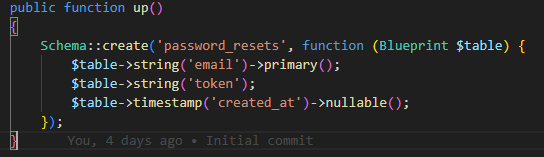 public function up()
{
    Schema::create('password_resets', function (Blueprint $table) {
        $table->string('email')->primary();
        $table->string('token');
        $table->timestamp('created_at')->nullable();
    });
}     You, 4 days ago • Initial commit